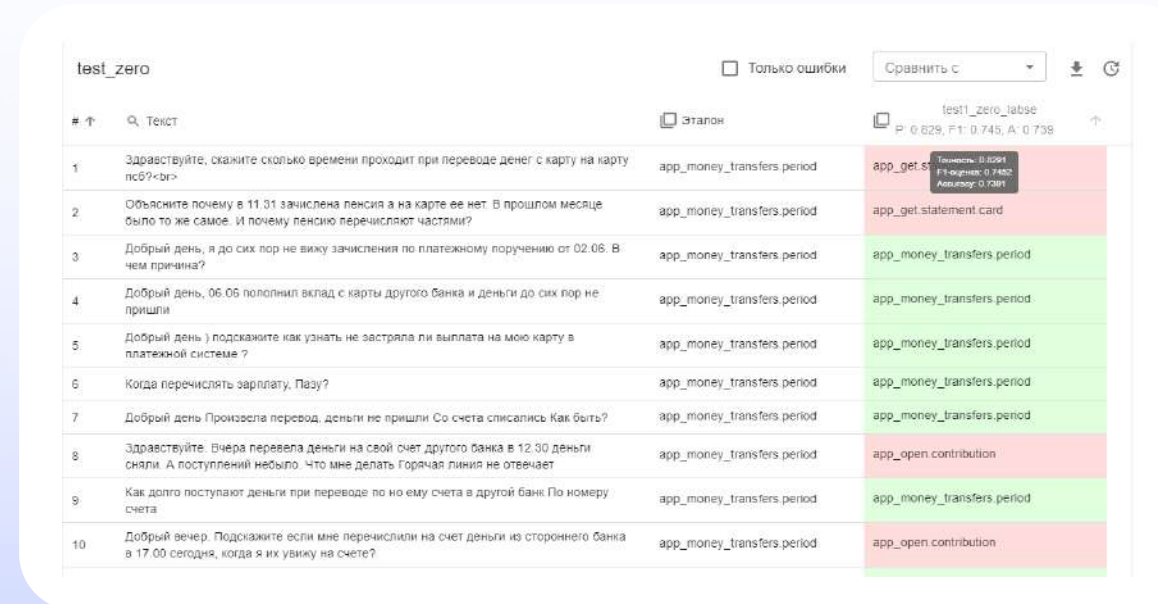 test_zero
Только ошибки
Сравнить с
# Текст
Эталон
test1_zero_labse
P: 0.829, F1: 0.745, A: 0.739
Точность: 0.8291
F1-оценка: 0.7452
Accuracy: 0.7391
1
Здравствуйте, скажите сколько времени проходит при переводе денег с карту на карту
псб?<br>
app_money_transfers.period
app_get.st
2
Объясните почему в 11.31 зачислена пенсия а на карте ее нет. В прошлом месяце
было то же самое. И почему пенсию перечисляют частями?
app_money_transfers.period
app_get.statement.card
3
Добрый день, я до сих пор не вижу зачисления по платежному поручению от 02.06. В
чем причина?
app_money_transfers.period
app_money_transfers.period
4
Добрый день, 06.06 пополнил вклад с карты другого банка и деньги до сих пор не
пришли
app_money_transfers.period
app_money_transfers.period
5
Добрый день ) подскажите как узнать не застряла ли выплата на мою карту в
платежной системе ?
app_money_transfers.period
app_money_transfers.period
6
Когда перечислять зарплату, Пазу?
app_money_transfers.period
app_money_transfers.period
7
Добрый день Произвела перевод, деньги не пришли Со счета списались Как быть?
app_money_transfers.period
app_money_transfers.period
8
Здравствуйте. Вчера перевела деньги на свой счет другого банка в 12.30 деньги
сняли. А поступлений небыло. Что мне делать Горячая линия не отвечает
app_money_transfers.period
app_open.contribution
9
Как долго поступают деньги при переводе по но ему счета в другой банк По номеру
счета
app_money_transfers.period
app_money_transfers.period
10
Добрый вечер. Подскажите если мне перечислили на счет деньги из стороннего банка
в 17.00 сегодня, когда я их увижу на счете?
app_money_transfers.period
app_open.contribution